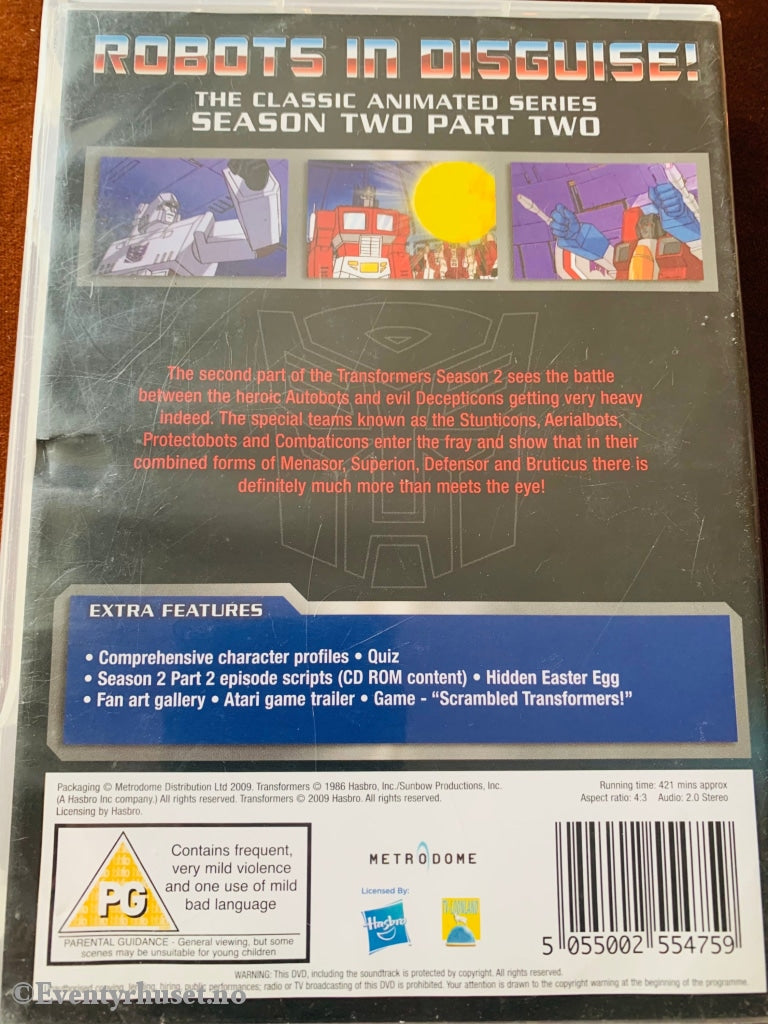 ROBOTS IN DISGUISE!
THE CLASSIC ANIMATED SERIES
SEASON TWO PART TWO
The second part of the Transformers Season 2 sees the battle
between the heroic Autobots and evil Decepticons getting very heavy
indeed. The special teams known as the Stunticons, Aerialbots,
Protectobots and Combaticons enter the fray and show that in their
combined forms of Menasor, Superion, Defensor and Bruticus there is
definitely much more than meets the eye!
EXTRA FEATURES
• Comprehensive character profiles • Quiz
• Season 2 Part 2 episode scripts (CD ROM content) • Hidden Easter Egg
• Fan art gallery • Atari game trailer • Game - “Scrambled Transformers!”
Packaging © Metrodome Distribution Ltd 2009. Transformers © 1986 Hasbro, Inc./Sunbow Productions, Inc.
(A Hasbro Inc company.) All rights reserved. Transformers © 2009 Hasbro. All rights reserved.
Licensing by Hasbro.
Running time: 421 mins approx
Aspect ratio: 4:3 Audio: 2.0 Stereo
PG
Contains frequent,
very mild violence
and one use of mild
bad language
PARENTAL GUIDANCE - General viewing, but some
scenes may be unsuitable for young children
METRODOME
Licensed By:
Hasbro
TV-LOONLAND
5 055002 554759
WARNING: This DVD, including the soundtrack is protected by copyright. All rights reserved.
hiring, public performances; radio or TV broadcasting of this DVD is prohibited. Your attention is drawn to the copyright warning at the beginning of the programme.
©Eventyrhuset.no